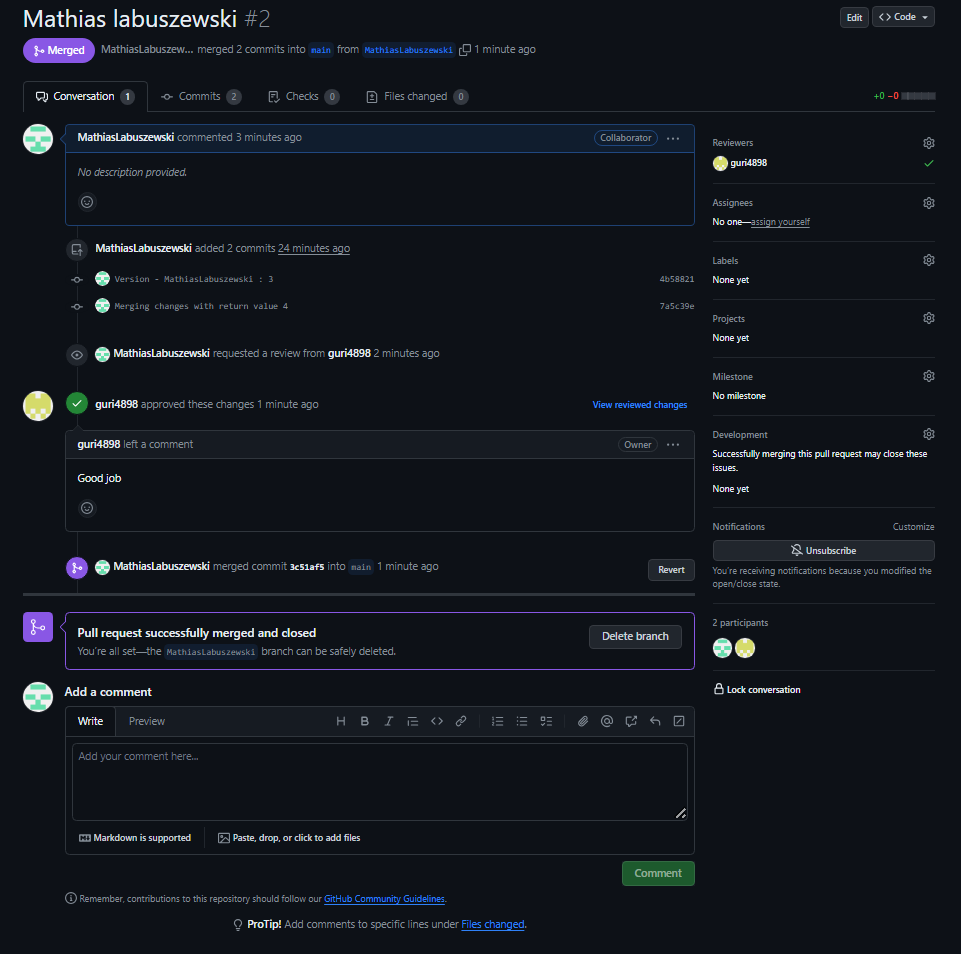 Mathias labuszewski #2
Edit
Code
Merged
MathiasLabuszew... merged 2 commits into main from MathiasLabuszewski 1 minute ago
Conversation 1
Commits 2
Checks 0
Files changed 0
+0 −0
MathiasLabuszewski commented 3 minutes ago
Collaborator
No description provided.
MathiasLabuszewski added 2 commits 24 minutes ago
Version - MathiasLabuszewski : 3
4b58821
Merging changes with return value 4
7a5c39e
MathiasLabuszewski requested a review from guri4898 2 minutes ago
guri4898 approved these changes 1 minute ago
View reviewed changes
guri4898 left a comment
Owner
Good job
MathiasLabuszewski merged commit 3c51af5 into main 1 minute ago
Revert
Pull request successfully merged and closed
You're all set—the MathiasLabuszewski branch can be safely deleted.
Delete branch
Add a comment
Write
Preview
Add your comment here...
Markdown is supported
Paste, drop, or click to add files
Comment
Remember, contributions to this repository should follow our GitHub Community Guidelines.
ProTip! Add comments to specific lines under Files changed.
Reviewers
guri4898
Assignees
No one—assign yourself
Labels
None yet
Projects
None yet
Milestone
No milestone
Development
Successfully merging this pull request may close these
issues.
None yet
Notifications
Customize
Unsubscribe
You're receiving notifications because you modified the
open/close state.
2 participants
Lock conversation